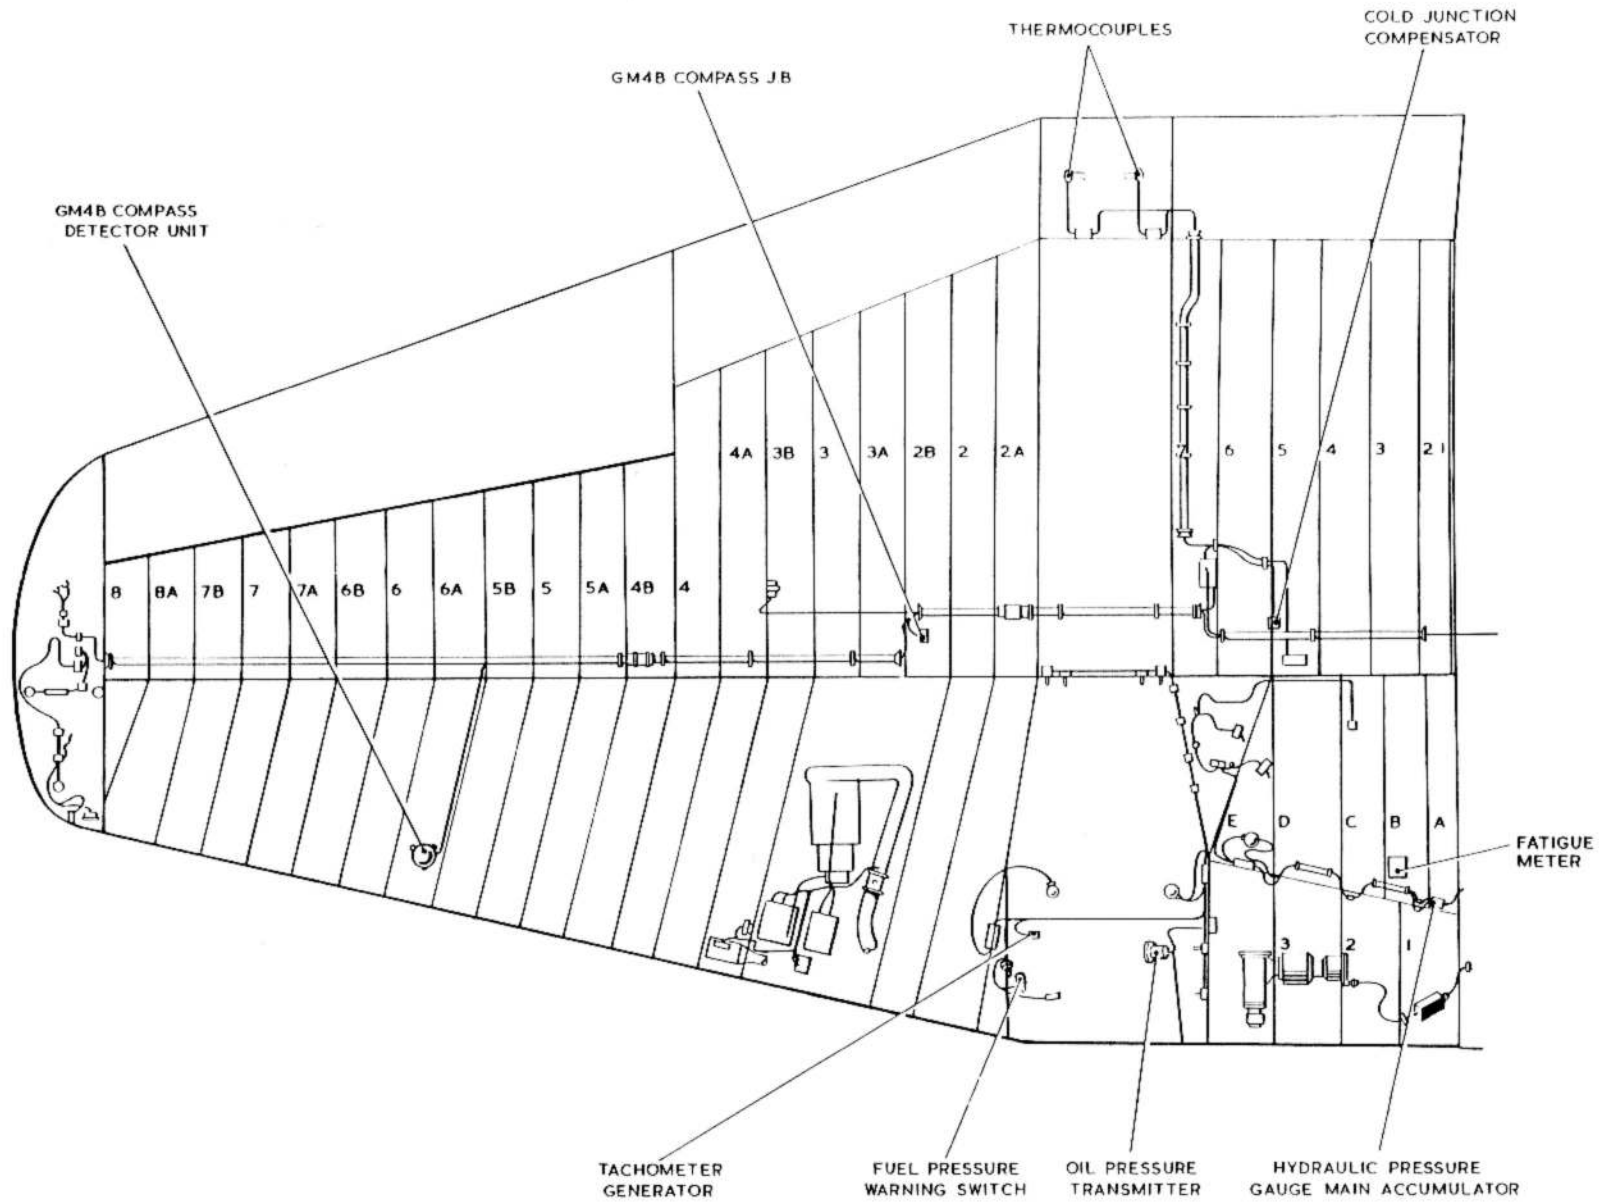 COLD JUNCTION
COMPENSATOR
THERMOCOUPLES
GM4B COMPASS JB
GM4B COMPASS
DETECTOR UNIT
4A 3B 3 3A 2B 2 2A 7 6 5 4 3 2 1
8 8A 7B 7 7A 6B 6 6A 5B 5 5A 4B 4
E D C B A
FATIGUE
METER
3 2 1
TACHOMETER
GENERATOR
FUEL PRESSURE
WARNING SWITCH
OIL PRESSURE
TRANSMITTER
HYDRAULIC PRESSURE
GAUGE MAIN ACCUMULATOR